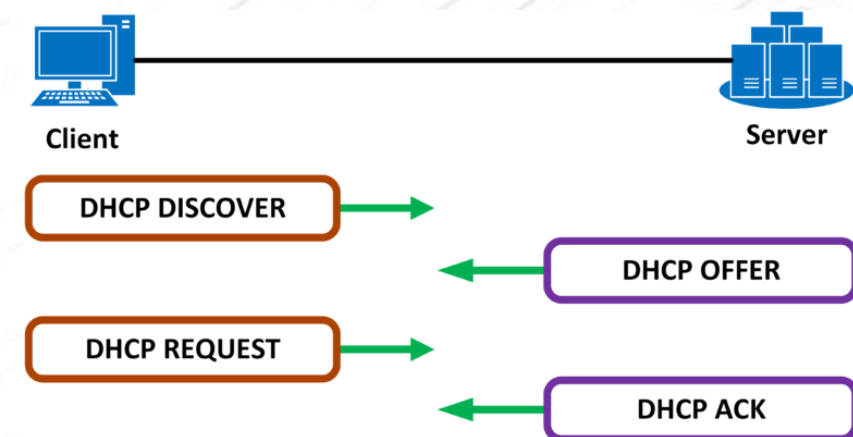 Client
Server
DHCP DISCOVER
DHCP OFFER
DHCP REQUEST
DHCP ACK